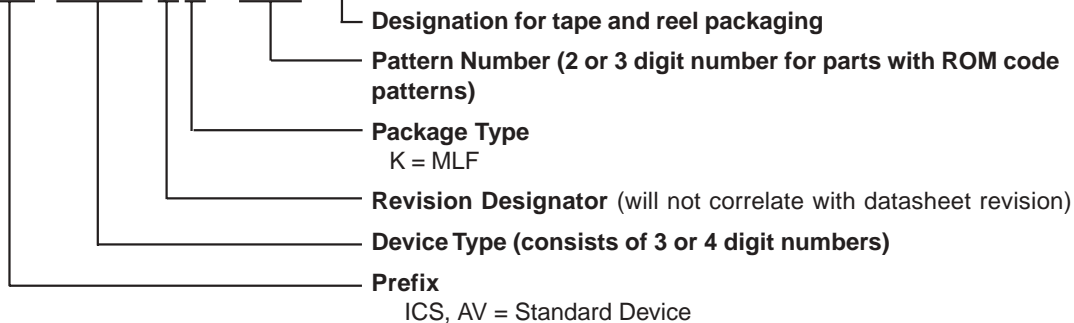 Designation for tape and reel packaging
Pattern Number (2 or 3 digit number for parts with ROM code
patterns)
Package Type
K = MLF
Revision Designator (will not correlate with datasheet revision)
Device Type (consists of 3 or 4 digit numbers)
Prefix
ICS, AV = Standard Device